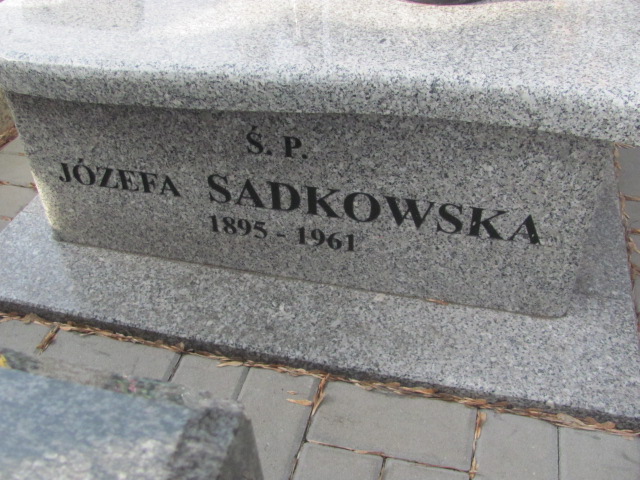 Ś. P.
JÓZEFA SADKOWSKA
1895 - 1961